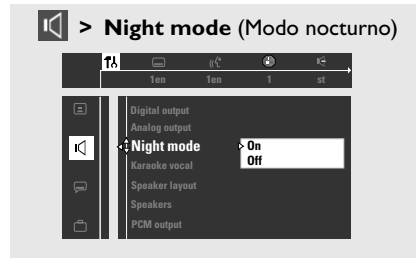 > Night mode (Modo nocturno)
1en 1en 1 st
Digital output
Analog output
Night mode
On
Off
Karaoke vocal
Speaker layout
Speakers
PCM output